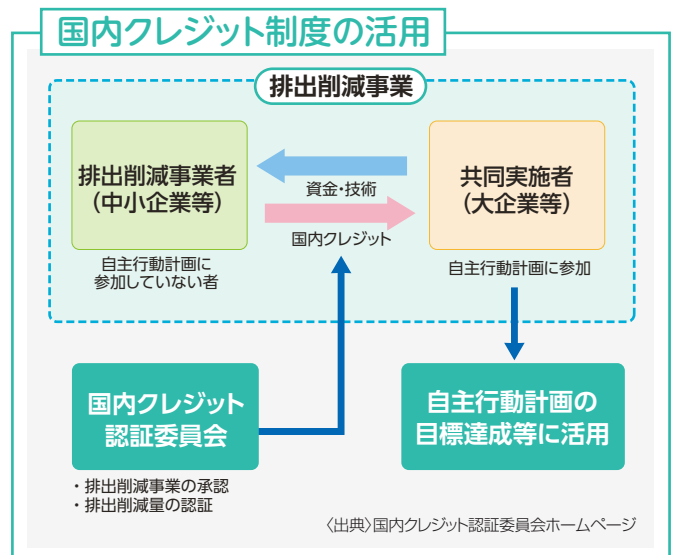 国内クレジット制度の活用
排出削減事業
排出削減事業者
(中小企業等)
資金・技術
国内クレジット
共同実施者
(大企業等)
自主行動計画に
参加していない者
自主行動計画に参加
国内クレジット
認証委員会
自主行動計画の
目標達成等に活用
・排出削減事業の承認
・排出削減量の認証
〈出典〉国内クレジット認証委員会ホームページ